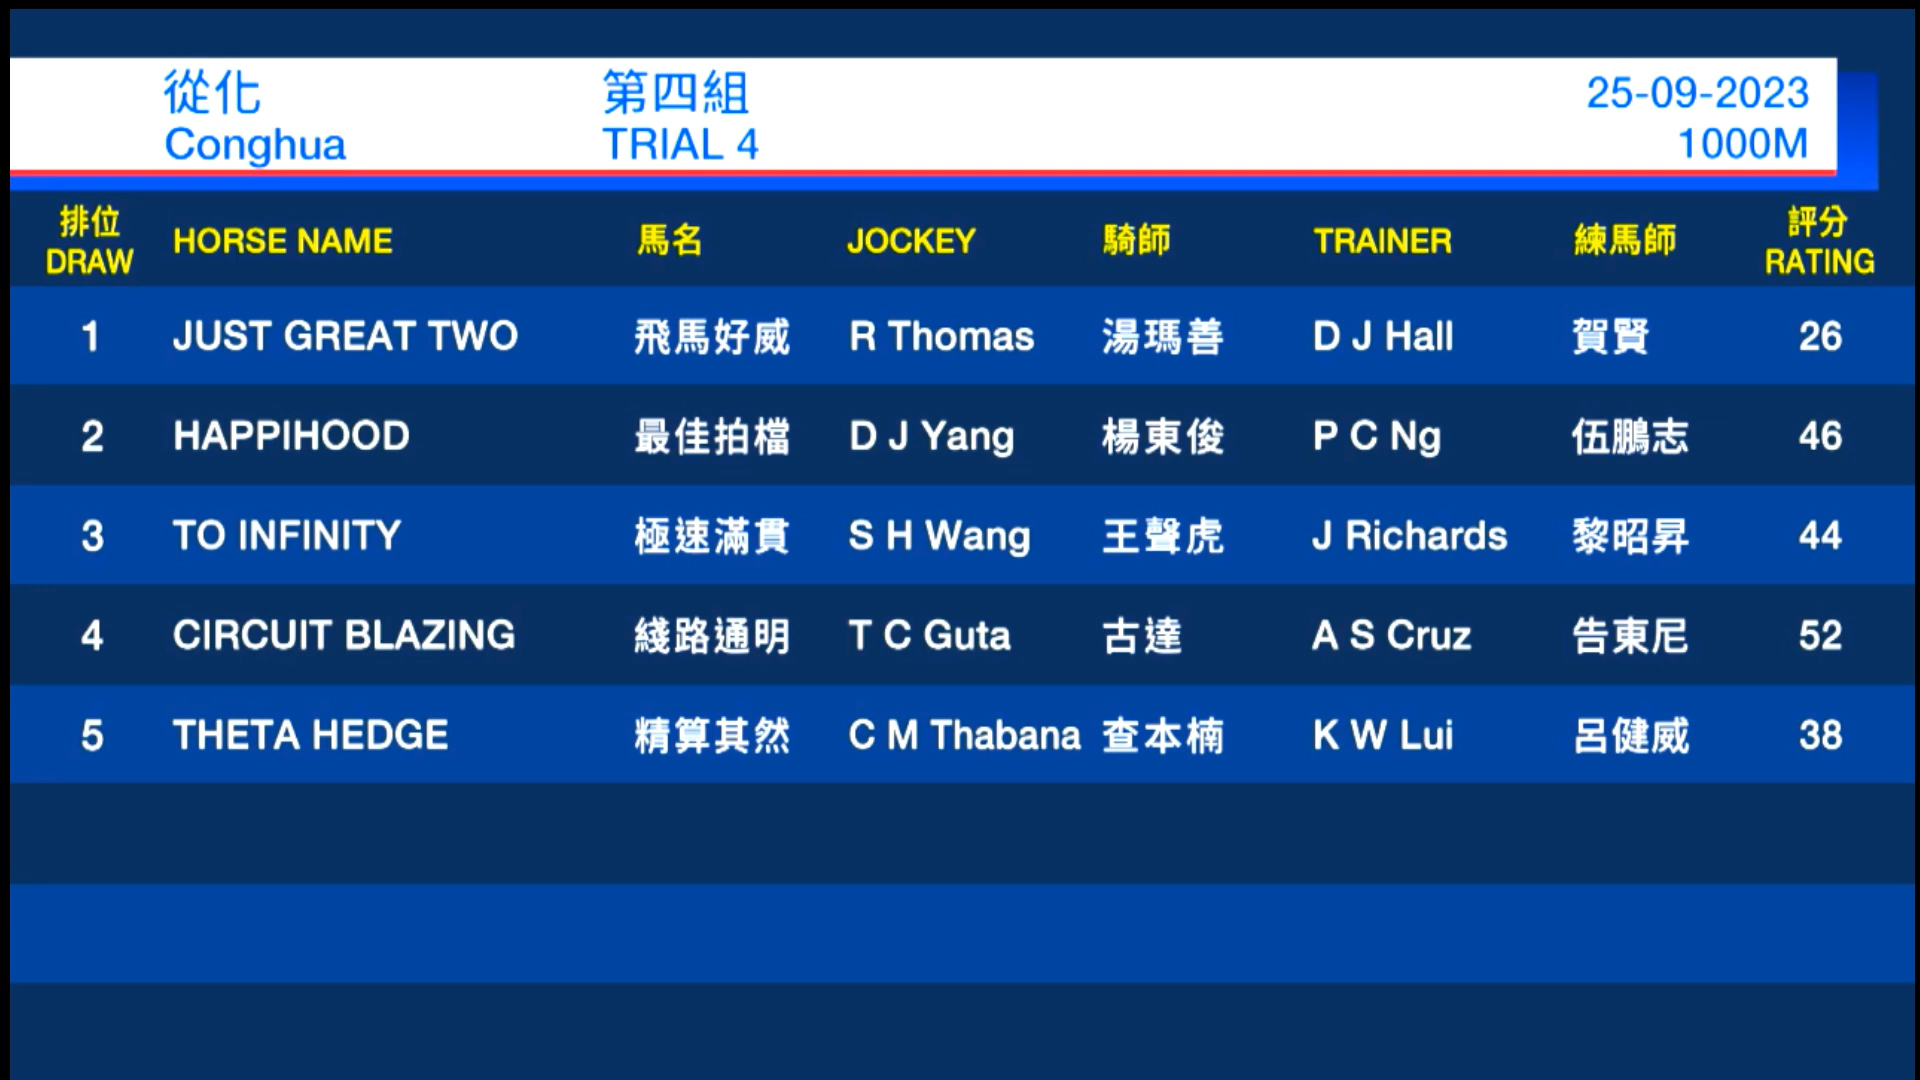 從化 第四組 25-09-2023
Conghua TRIAL 4 1000M
排位 HORSE NAME 馬名 JOCKEY 騎師 TRAINER 練馬師 評分
DRAW RATING
1 JUST GREAT TWO 飛馬好威 R Thomas 湯瑪善 D J Hall 賀賢 26
2 HAPPIHOOD 最佳拍檔 D J Yang 楊東俊 P C Ng 伍鵬志 46
3 TO INFINITY 極速滿貫 S H Wang 王聲虎 J Richards 黎昭昇 44
4 CIRCUIT BLAZING 綫路通明 T C Guta 古達 A S Cruz 告東尼 52
5 THETA HEDGE 精算其然 C M Thabana 查本楠 K W Lui 呂健威 38